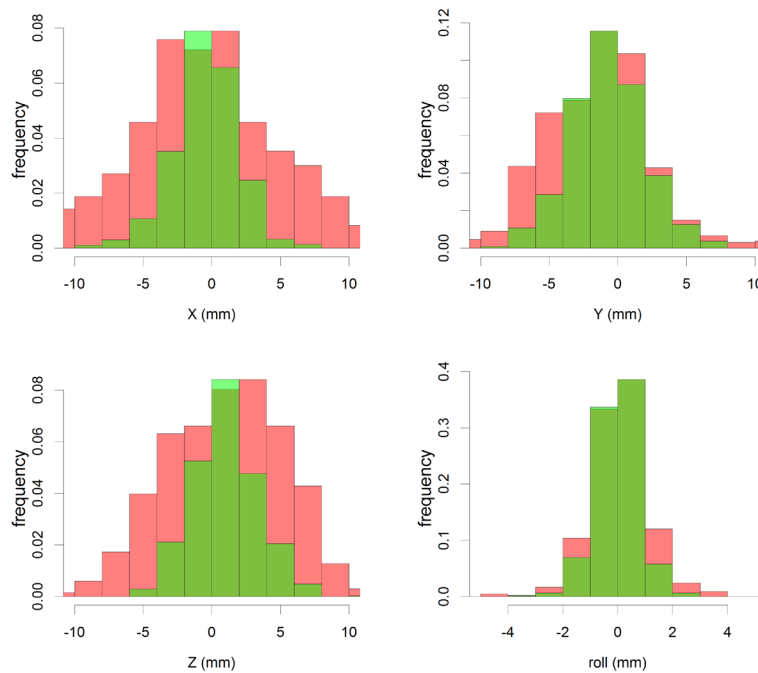 frequency
0.00 0.02 0.04 0.06 0.08
-10 -5 0 5 10
X (mm)
frequency
0.00 0.04 0.08 0.12
-10 -5 0 5 10
Y (mm)
frequency
0.00 0.02 0.04 0.06 0.08
-10 -5 0 5 10
Z (mm)
frequency
0.0 0.1 0.2 0.3 0.4
-4 -2 0 2 4
roll (mm)